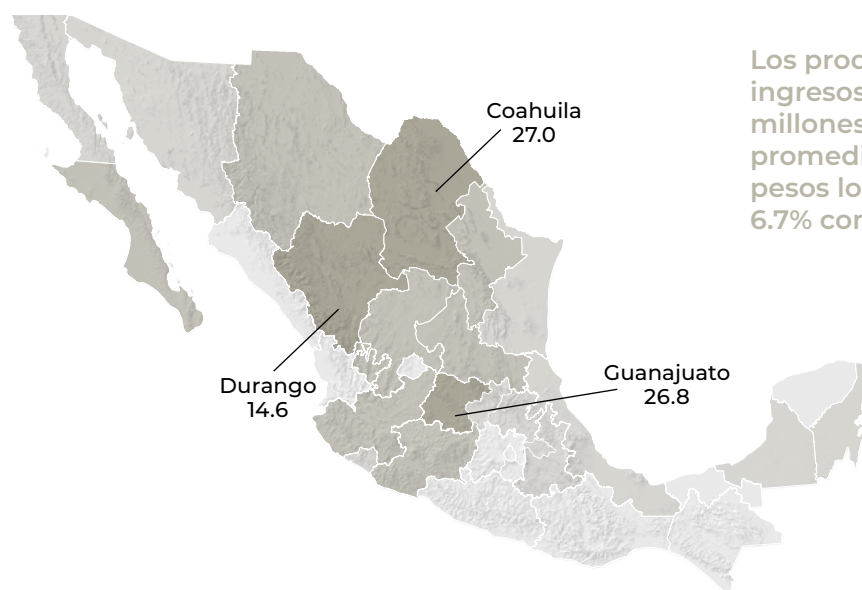 Los
ingresos
millones
pesos
6.7%
Coahuila
27.0
Durango
14.6
Guanajuato
26.8